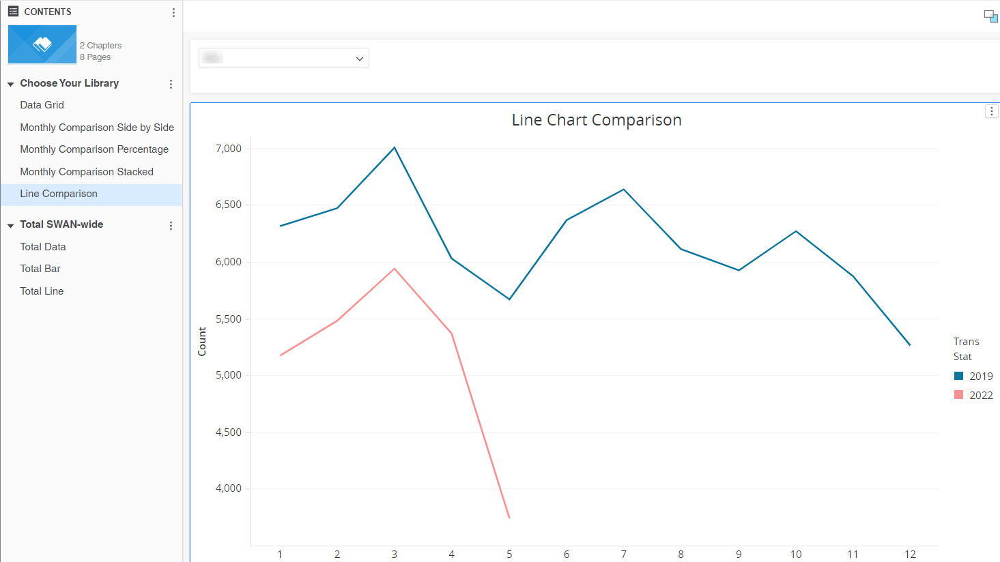 CONTENTS
2 Chapters
8 Pages
Choose Your Library
Data Grid
Monthly Comparison Side by Side
Monthly Comparison Percentage
Monthly Comparison Stacked
Line Comparison
Total SWAN-wide
Total Data
Total Bar
Total Line
Line Chart Comparison
7,000
6,500
6,000
5,500
5,000
4,500
4,000
Count
1 2 3 4 5 6 7 8 9 10 11 12
Trans
Stat
2019
2022